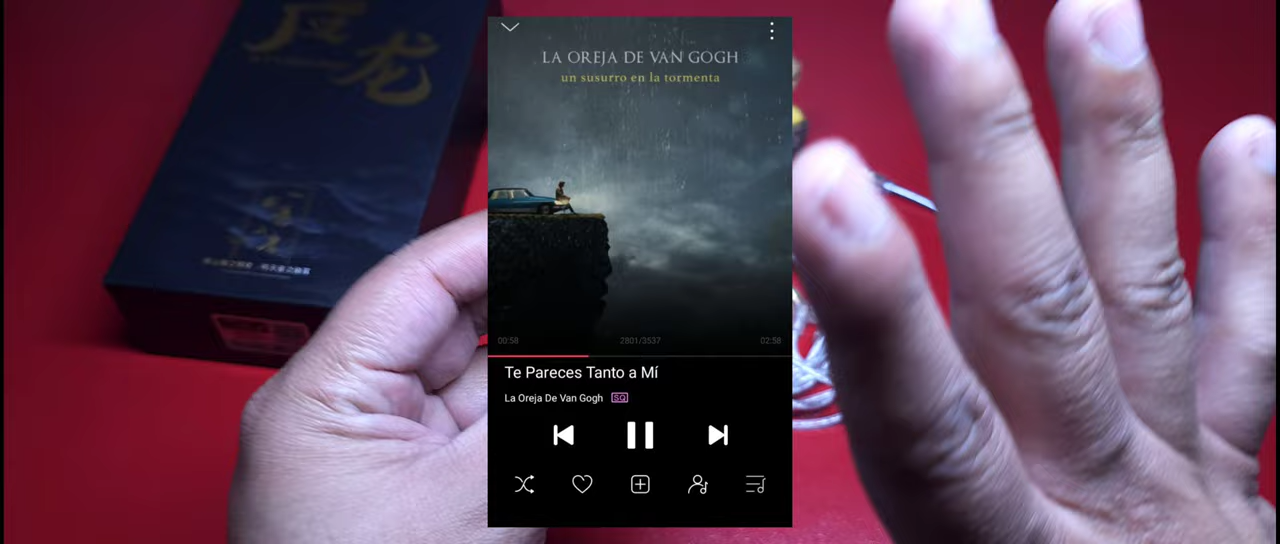 龙
LA OREJA DE VAN GOGH
un susurro en la tormenta
00:58
2801/3537
02:58
Te Pareces Tanto a Mí
La Oreja De Van Gogh
SQ